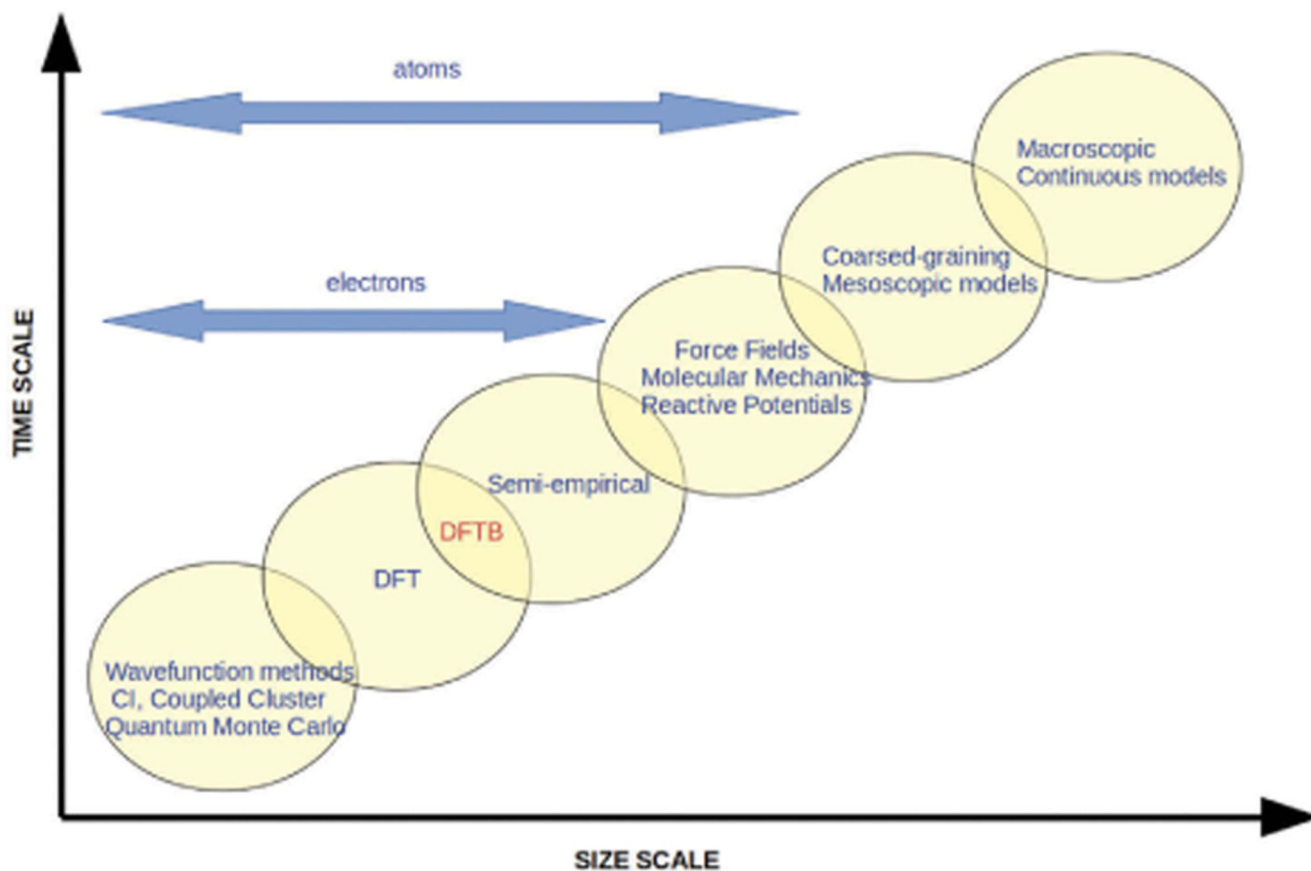 atoms
Macroscopic
Continuous models
Coarsed-graining
Mesoscopic models
electrons
Force Fields
Molecular Mechanics
Reactive Potentials
Semi-empirical
DFTB
DFT
Wavefunction methods
CI, Coupled Cluster
Quantum Monte Carlo
TIME SCALE
SIZE SCALE